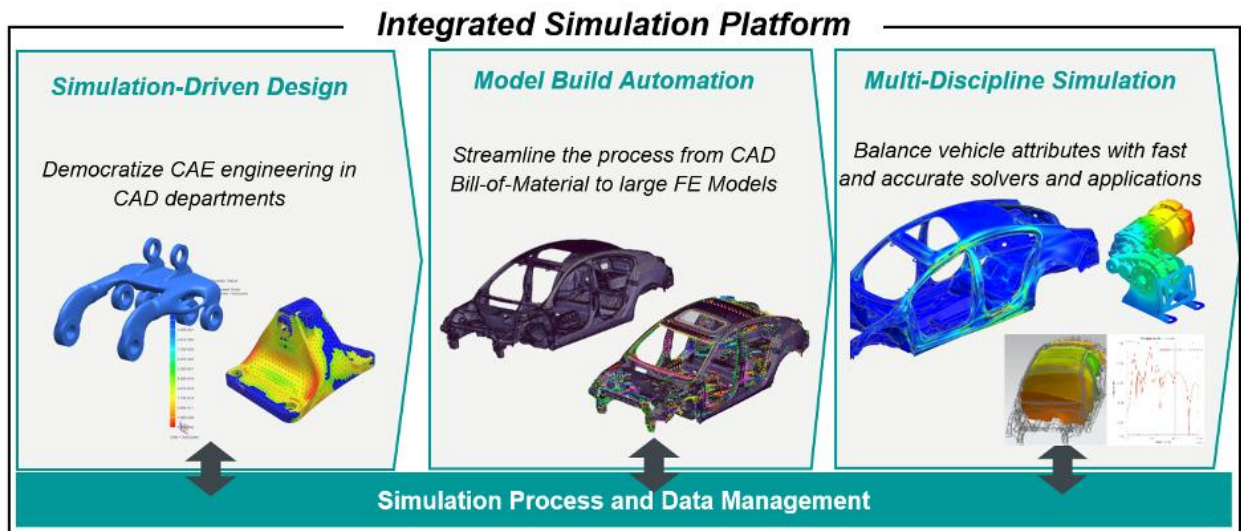 Integrated Simulation Platform
Simulation-Driven Design
Democratize CAE engineering in
CAD departments
Model Build Automation
Streamline the process from CAD
Bill-of-Material to large FE Models
Multi-Discipline Simulation
Balance vehicle attributes with fast
and accurate solvers and applications
Simulation Process and Data Management